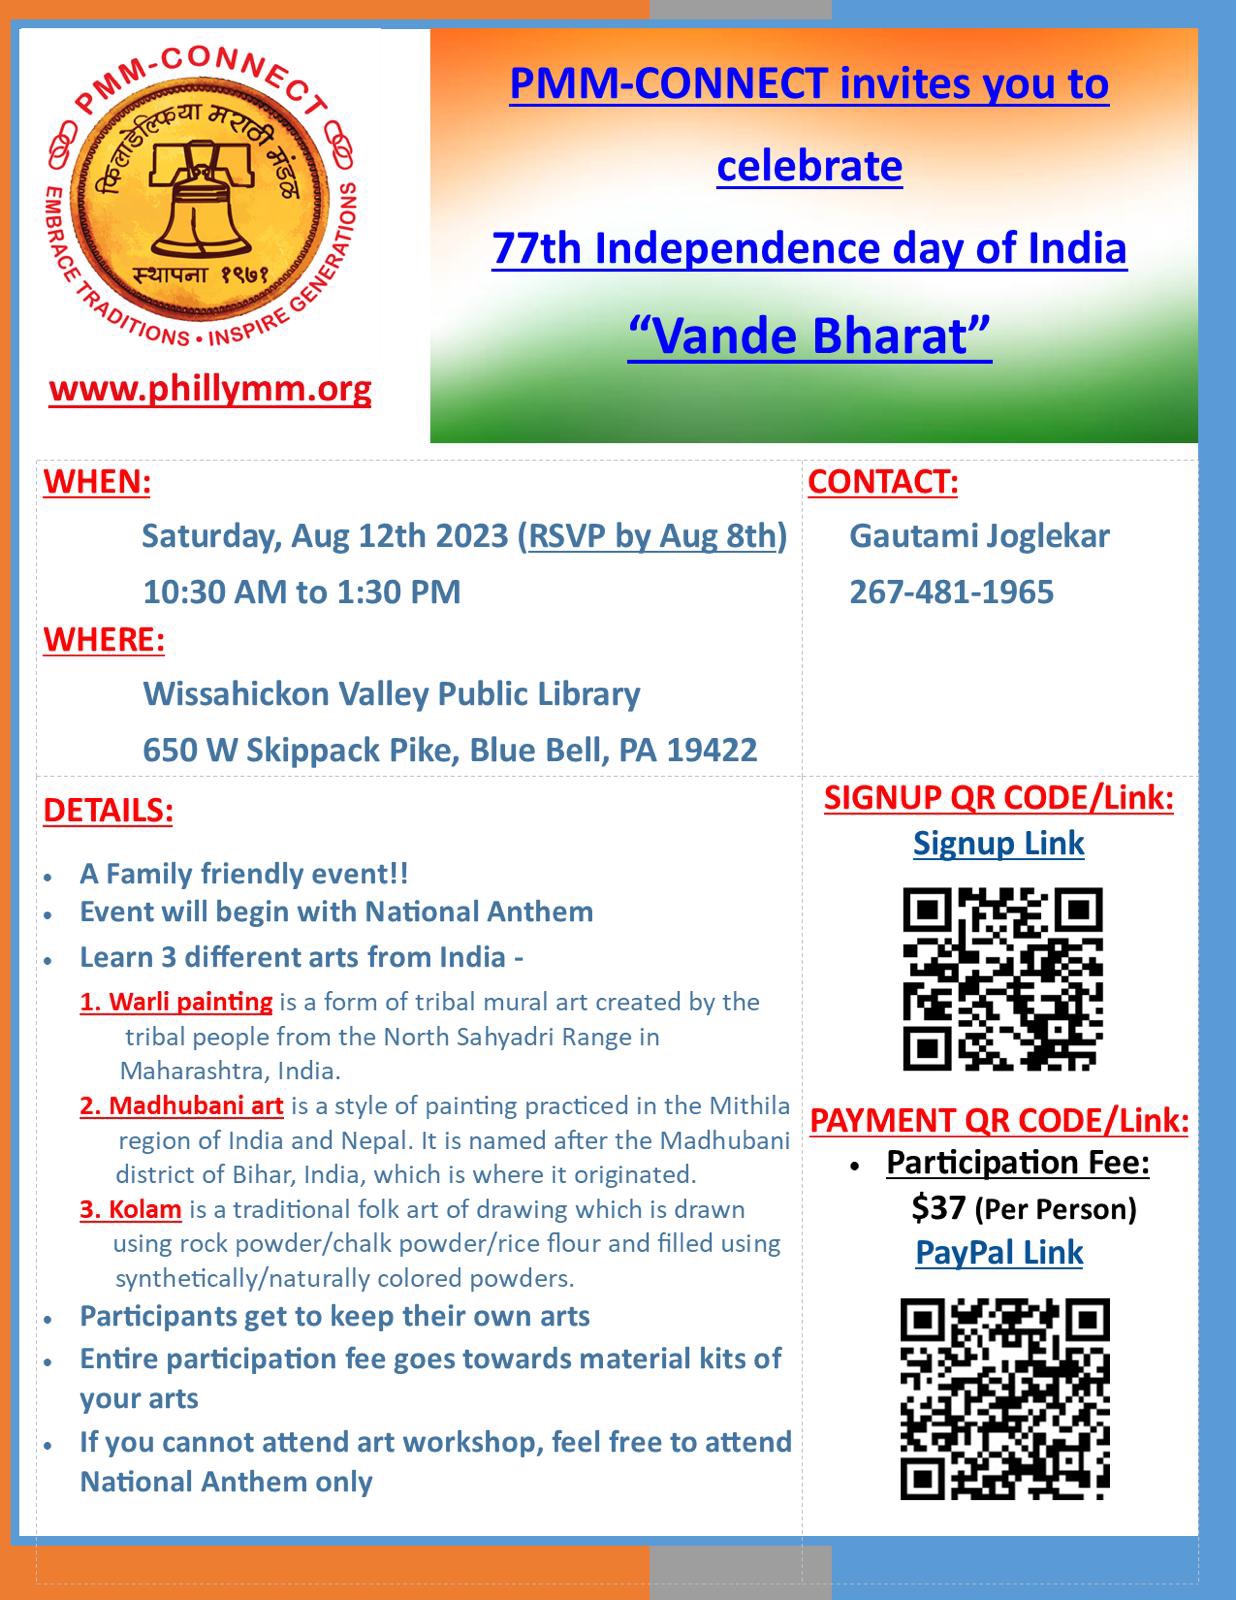 PMM-CONNECT
फिलाडेल्फिया मराठी मंडळ
स्थापना १९७१
EMBRACE TRADITIONS • INSPIRE GENERATIONS
www.phillymm.org
PMM-CONNECT invites you to
celebrate
77th Independence day of India
“Vande Bharat”
WHEN:
Saturday, Aug 12th 2023 (RSVP by Aug 8th)
10:30 AM to 1:30 PM
WHERE:
Wissahickon Valley Public Library
650 W Skippack Pike, Blue Bell, PA 19422
CONTACT:
Gautami Joglekar
267-481-1965
DETAILS:
• A Family friendly event!!
• Event will begin with National Anthem
• Learn 3 different arts from India -
1. Warli painting is a form of tribal mural art created by the
tribal people from the North Sahyadri Range in
Maharashtra, India.
2. Madhubani art is a style of painting practiced in the Mithila
region of India and Nepal. It is named after the Madhubani
district of Bihar, India, which is where it originated.
3. Kolam is a traditional folk art of drawing which is drawn
using rock powder/chalk powder/rice flour and filled using
synthetically/naturally colored powders.
• Participants get to keep their own arts
• Entire participation fee goes towards material kits of
your arts
• If you cannot attend art workshop, feel free to attend
National Anthem only
SIGNUP QR CODE/Link:
Signup Link
PAYMENT QR CODE/Link:
• Participation Fee:
$37 (Per Person)
PayPal Link